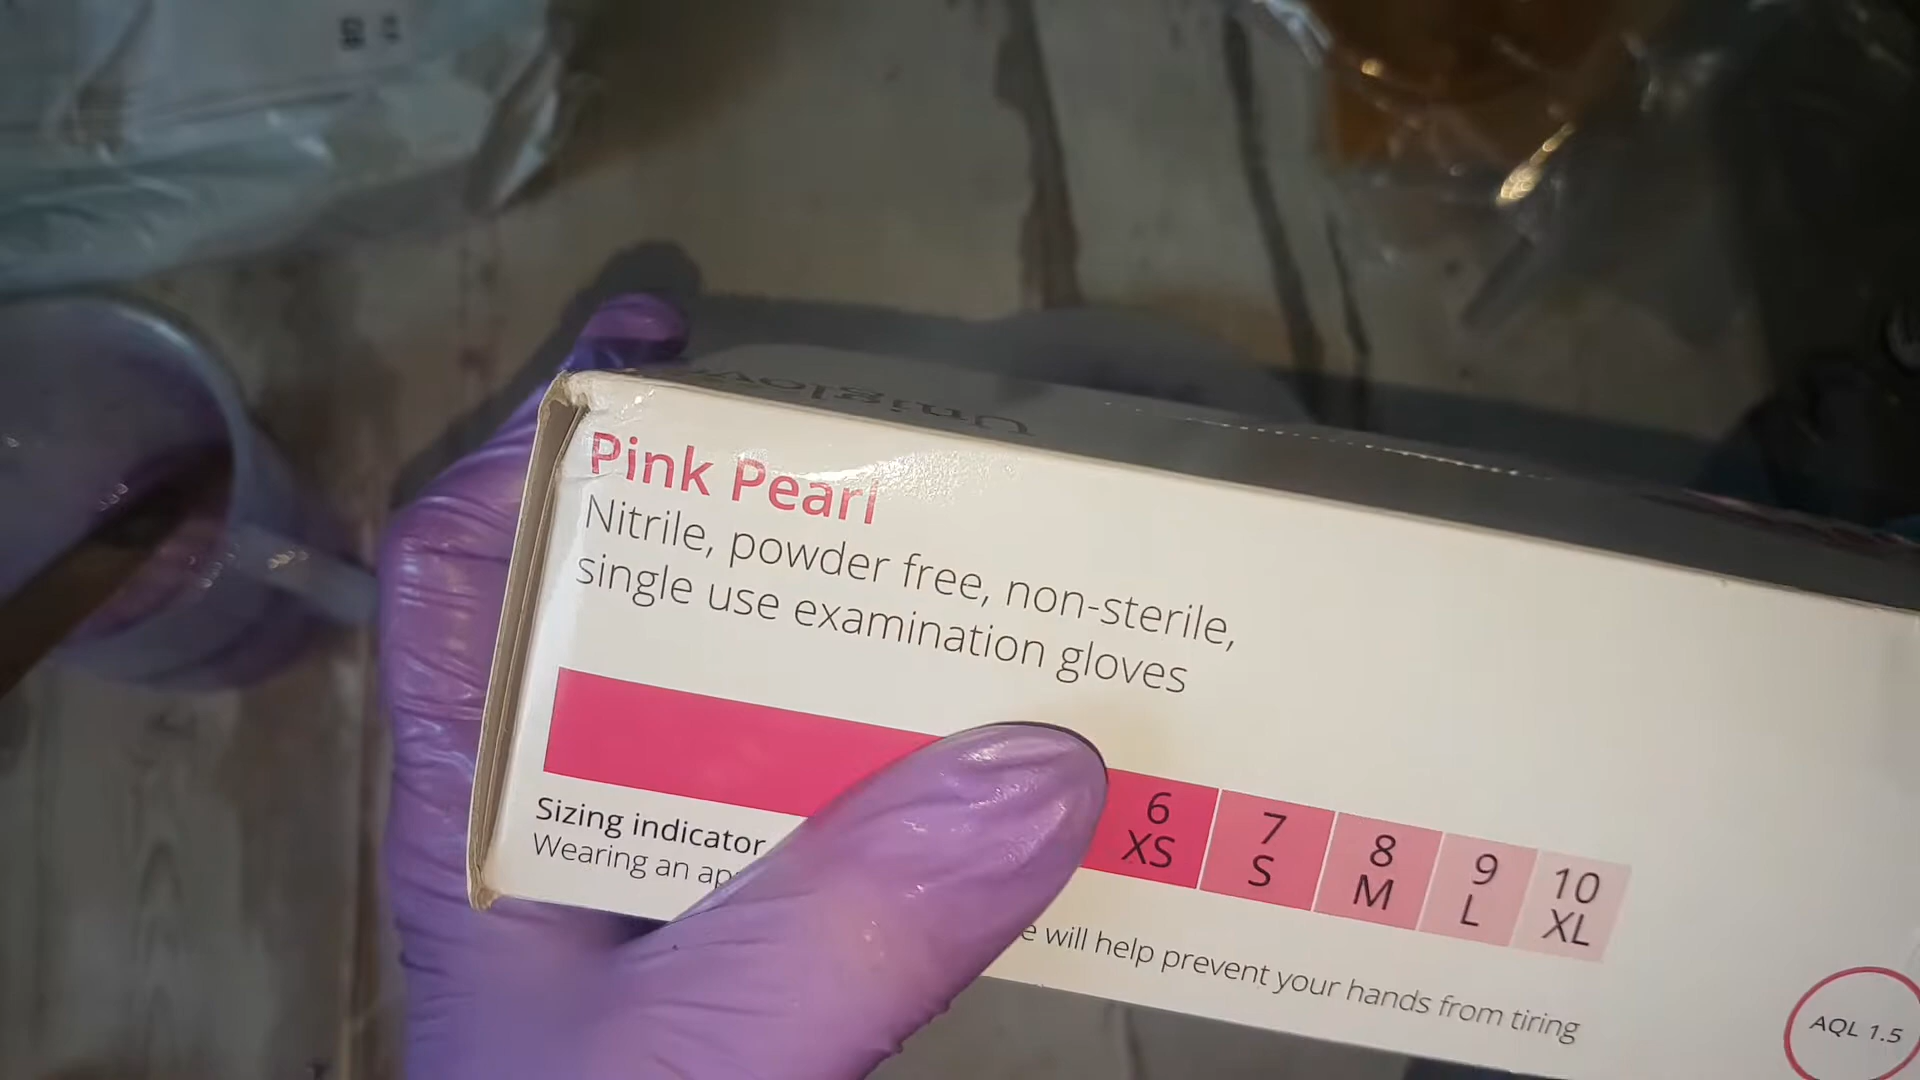 Unigloves
Pink Pearl
Nitrile, powder free, non-sterile,
single use examination gloves
6 7 8 9 10
XS S M L XL
Sizing indicator
Wearing an
will help prevent your hands from tiring
AQL 1.5